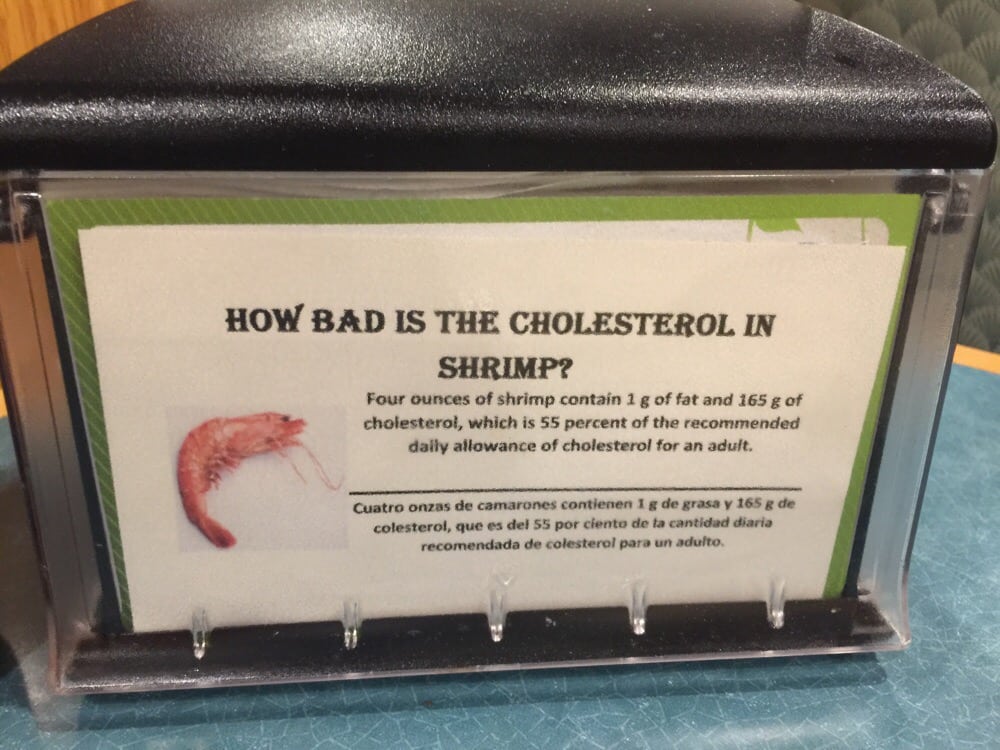 HOW BAD IS THE CHOLESTEROL IN
SHRIMP?
Four ounces of shrimp contain 1 g of fat and 165 g of
cholesterol, which is 55 percent of the recommended
daily allowance of cholesterol for an adult.
Cuatro onzas de camarones contienen 1 g de grasa y 165 g de
colesterol, que es del 55 por ciento de la cantidad diaria
recomendada de colesterol para un adulto.